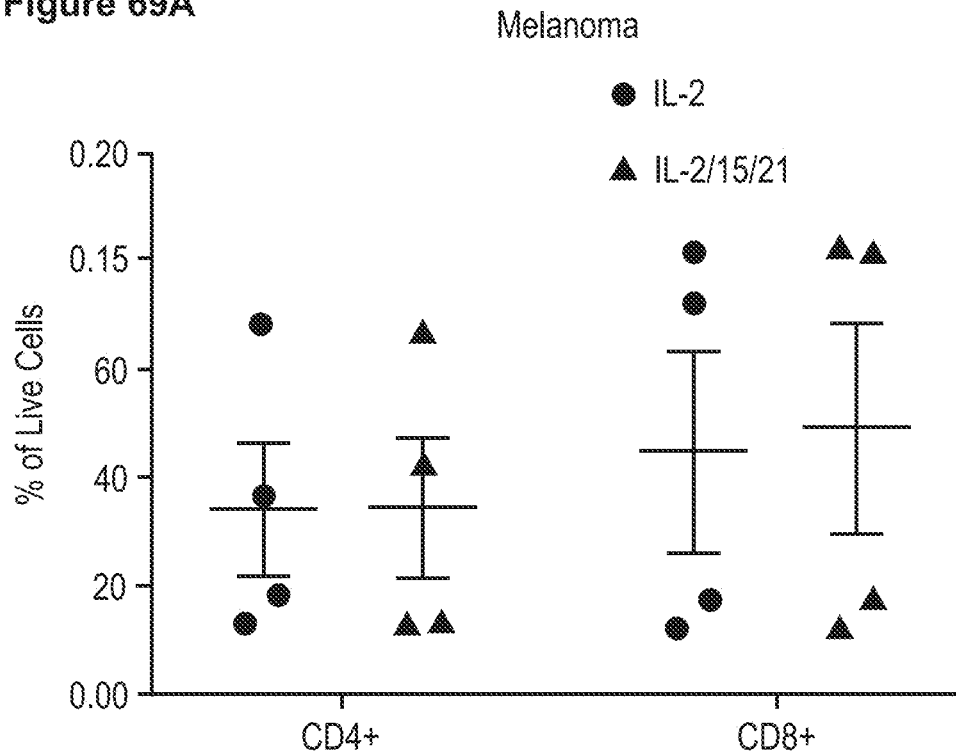 Figure 69A
Melanoma
IL-2
IL-2/15/21
0.20
0.15
60
40
20
0.00
% of Live Cells
CD4+
CD8+